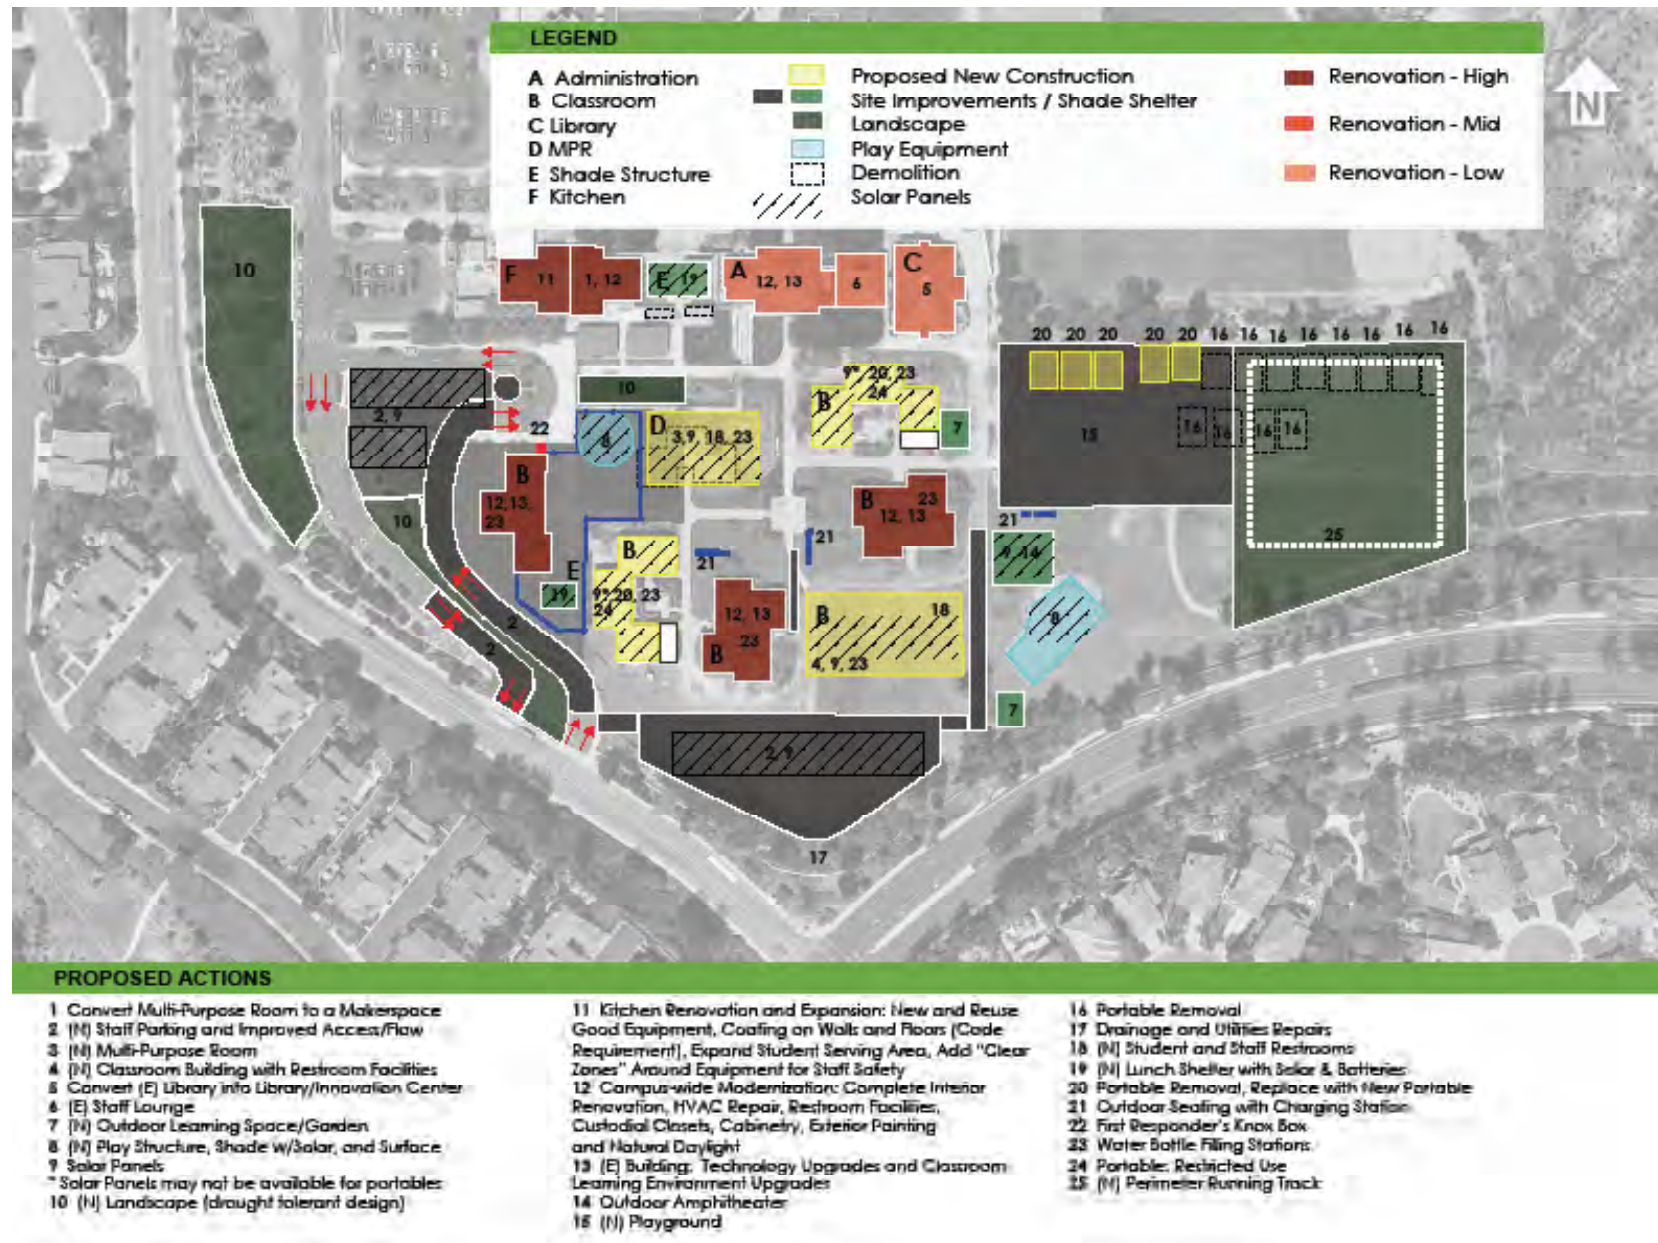 LEGEND
A Administration
B Classroom
C Library
D MPR
E Shade Structure
F Kitchen
Proposed New Construction
Site Improvements / Shade Shelter
Landscape
Play Equipment
Demolition
Solar Panels
Renovation - High
Renovation - Mid
Renovation - Low
N
10
F 11
1, 12
E 19
A 12, 13
6
C 5
20 20 20 20 20 16 16 16 16 16 16 16
2, 9
10
22
8
D 3,9, 18, 23
9* 20, 23
24
B
7
15
16 16 16 16
25
10
B
12,13,
23
B 23
12, 13
21
21
21
9, 14
E
19
B
9* 20, 23
24
12, 13
23
B
B 18
4, 9, 23
8
2
2
7
2, 9
17
PROPOSED ACTIONS
1 Convert Multi-Purpose Room to a Makerspace
2 (N) Staff Parking and Improved Access/Flow
3 (N) Multi-Purpose Room
4 (N) Classroom Building with Restroom Facilities
5 Convert (E) Library into Library/Innovation Center
6 (E) Staff Lounge
7 (N) Outdoor Learning Space/Garden
8 (N) Play Structure, Shade w/Solar, and Surface
9 Solar Panels
* Solar Panels may not be available for portables
10 (N) Landscape (drought tolerant design)
11 Kitchen Renovation and Expansion: New and Reuse
Good Equipment, Coating on Walls and Floors (Code
Requirement), Expand Student Serving Area, Add "Clear
Zones" Around Equipment for Staff Safety
12 Campus-wide Modernization: Complete Interior
Renovation, HVAC Repair, Restroom Facilities,
Custodial Closets, Cabinetry, Exterior Painting
and Natural Daylight
13 (E) Building: Technology Upgrades and Classroom
Learning Environment Upgrades
14 Outdoor Amphitheater
15 (N) Playground
16 Portable Removal
17 Drainage and Utilities Repairs
18 (N) Student and Staff Restrooms
19 (N) Lunch Shelter with Solar & Batteries
20 Portable Removal, Replace with New Portable
21 Outdoor Seating with Charging Station
22 First Responder's Knox Box
23 Water Bottle Filling Stations
24 Portable: Restricted Use
25 (N) Perimeter Running Track